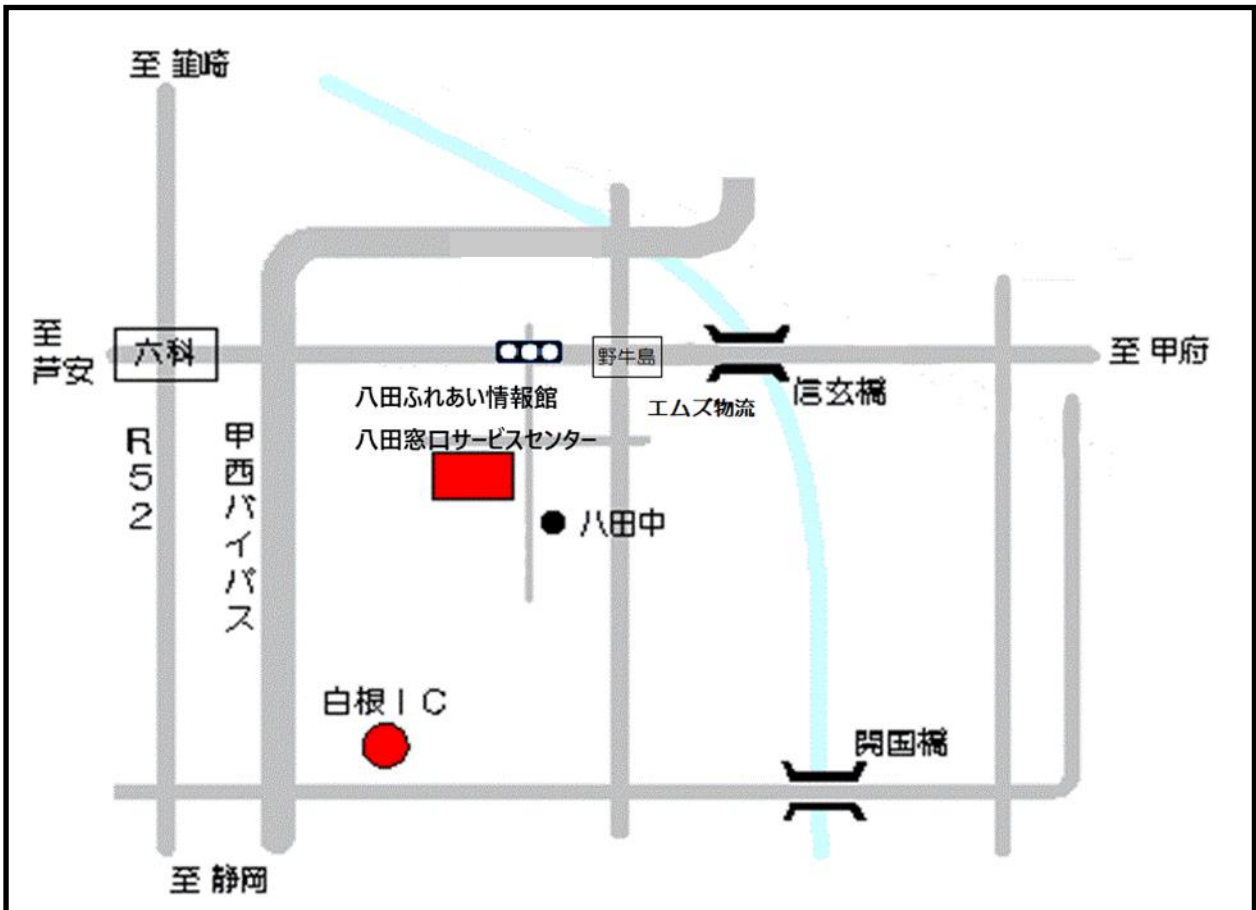 至 韮崎
至
芦安
六科
野牛島
至 甲府
信玄橋
八田ふれあい情報館
エムズ物流
八田窓口サービスセンター
R52
甲西バイパス
八田中
白根IC
開国橋
至 静岡